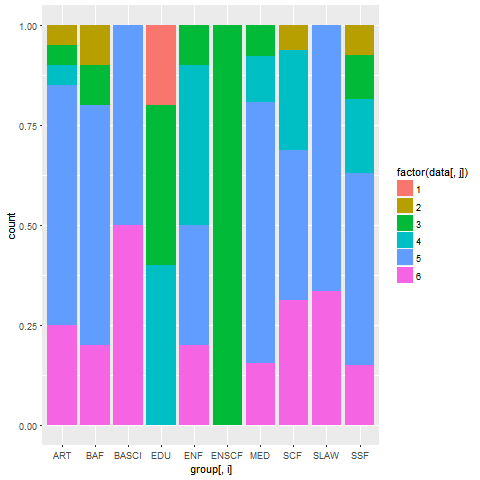 1.00
0.75
0.50
0.25
0.00
count
ART BAF BASCI EDU ENF ENSCF MED SCF SLAW SSF
group[, i]
factor(data[, j])
1
2
3
4
5
6